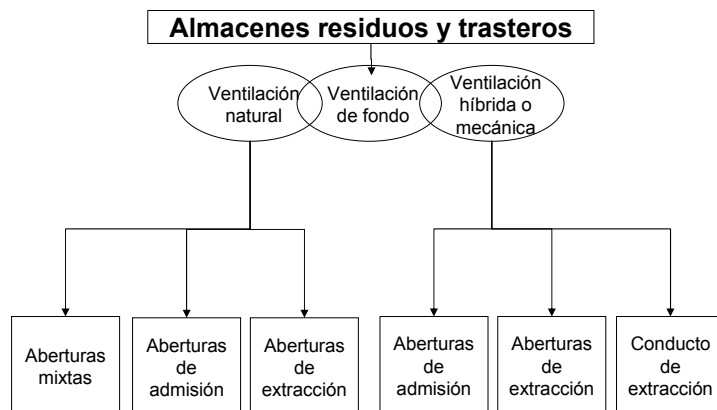 Almacenes residuos y trasteros
Ventilación
natural
Ventilación
de fondo
Ventilación
híbrida o
mecánica
Aberturas
mixtas
Aberturas
de
admisión
Aberturas
de
extracción
Aberturas
de
admisión
Aberturas
de
extracción
Conducto
de
extracción